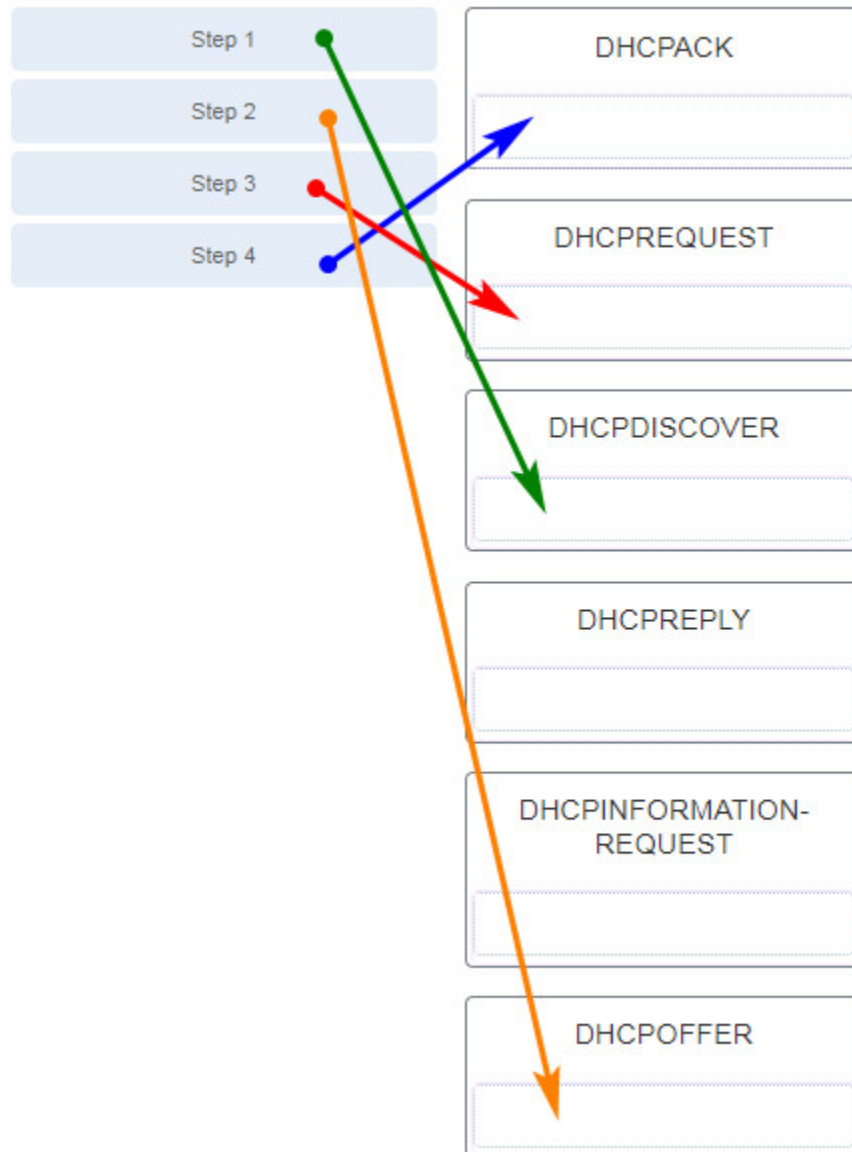 Step 1
Step 2
Step 3
Step 4
DHCPACK
DHCPREQUEST
DHCPDISCOVER
DHCPREPLY
DHCPINFORMATION-
REQUEST
DHCPOFFER